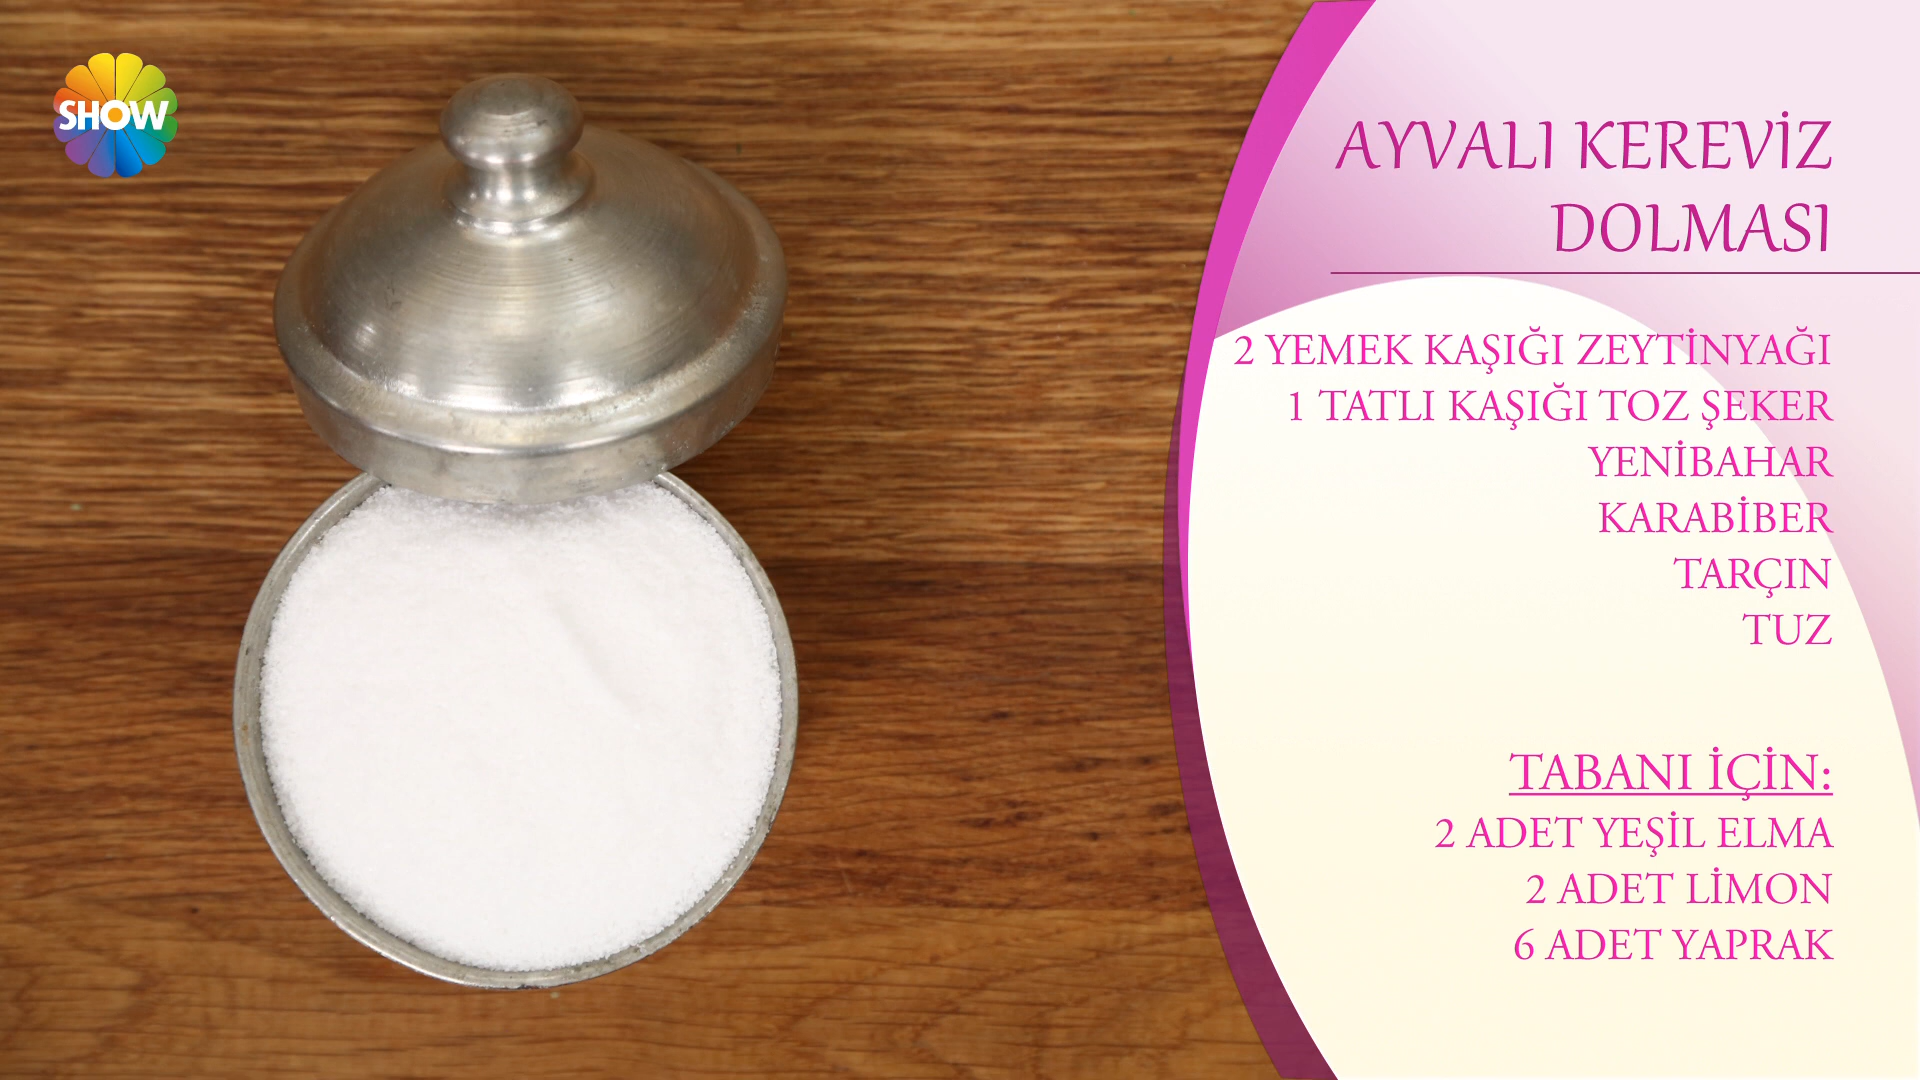 SHOW
AYVALI KEREVİZ
DOLMASI
2 YEMEK KAŞIĞI ZEYTİNYAĞI
1 TATLI KAŞIĞI TOZ ŞEKER
YENİBAHAR
KARABİBER
TARÇIN
TUZ
TABANI İÇİN:
2 ADET YEŞİL ELMA
2 ADET LİMON
6 ADET YAPRAK